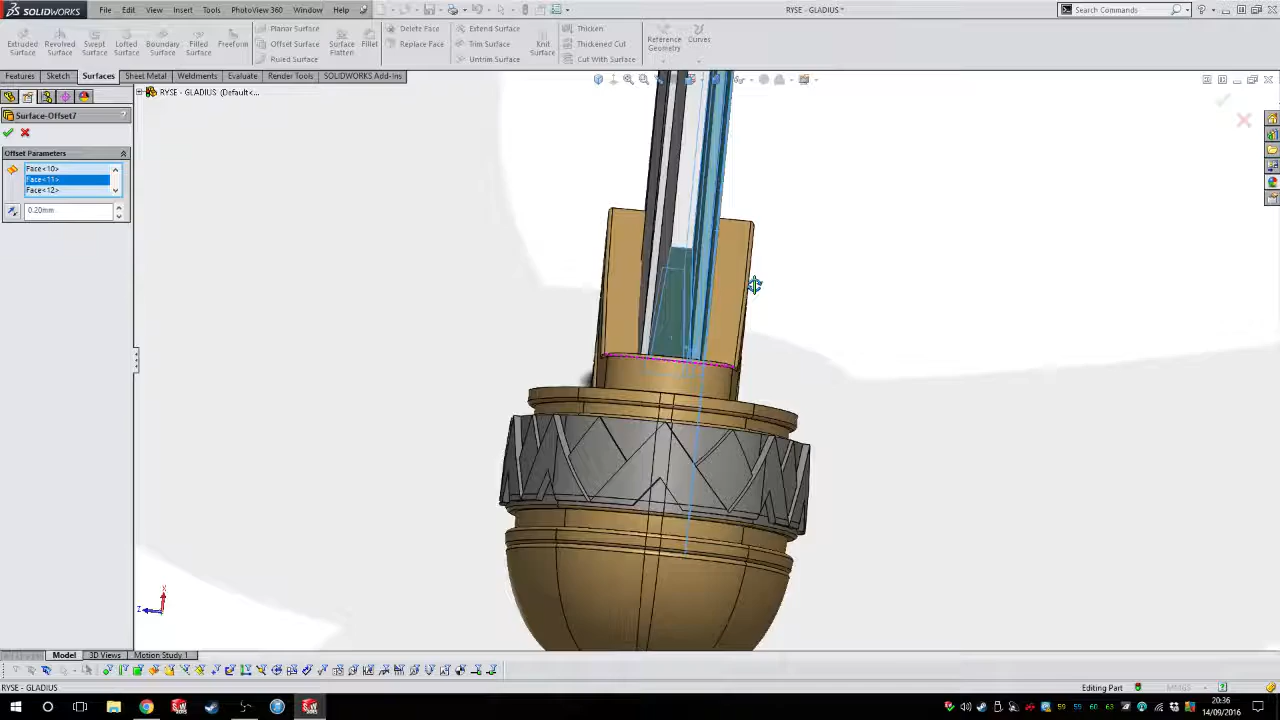 SOLIDWORKS File Edit View Insert Tools PhotoView 360 Window Help RYSE - GLADIUS * Search Commands
Extruded Surface Revolved Surface Swept Surface Lofted Surface Boundary Surface Filled Surface Freeform
Planar Surface
Offset Surface
Ruled Surface
Surface Flatten Fillet
Delete Face
Replace Face
Extend Surface
Trim Surface
Untrim Surface
Knit Surface
Thicken
Thickened Cut
Cut With Surface
Reference Geometry Curves
Features Sketch Surfaces Sheet Metal Weldments Evaluate Render Tools SOLIDWORKS Add-Ins
RYSE - GLADIUS (Default<...
Surface-Offset7 ?
Offset Parameters
Face<10>
Face<11>
Face<12>
0.20mm
X
Z
Model 3D Views Motion Study 1
RYSE - GLADIUS Editing Part MMGS
59 59 60 63
20:36
14/09/2016